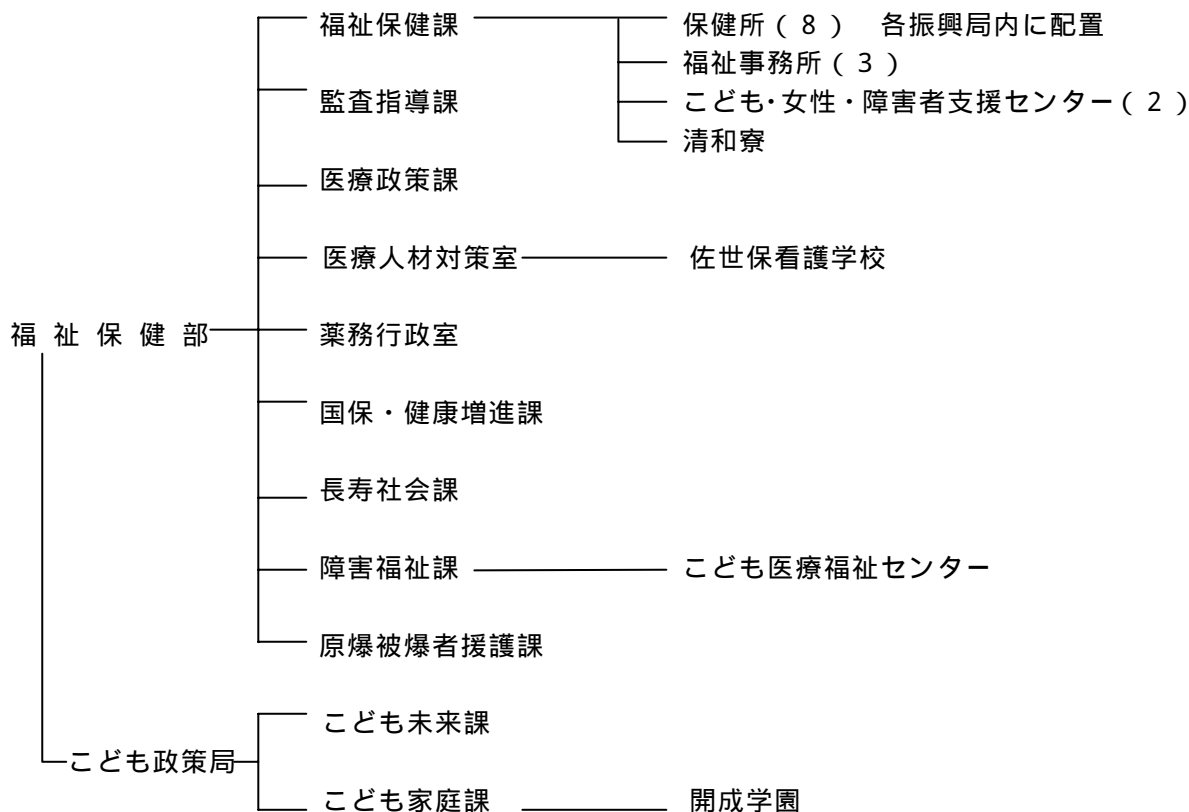 福祉保健課 保健所(8) 各振興局内に配置
福祉事務所(3)
監査指導課 こども・女性・障害者支援センター(2)
清和寮
医療政策課
医療人材対策室 佐世保看護学校
福祉保健部 薬務行政室
国保・健康増進課
長寿社会課
障害福祉課 こども医療福祉センター
原爆被爆者援護課
こども未来課
こども政策局
こども家庭課 開成学園